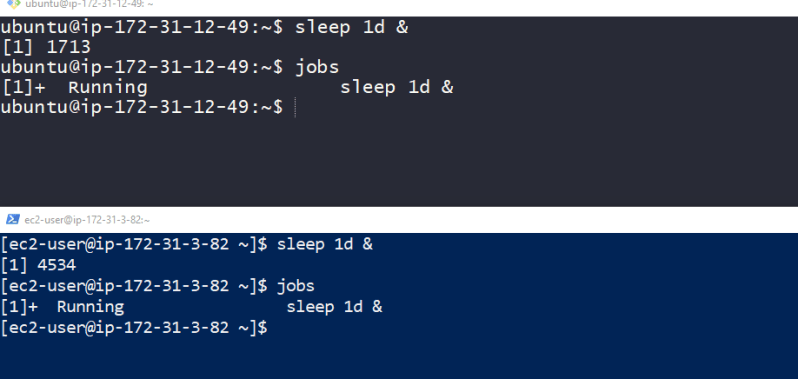 ubuntu@ip-172-31-12-49: ~
ubuntu@ip-172-31-12-49:~$ sleep 1d &
[1] 1713
ubuntu@ip-172-31-12-49:~$ jobs
[1]+  Running                 sleep 1d &
ubuntu@ip-172-31-12-49:~$
ec2-user@ip-172-31-3-82:~
[ec2-user@ip-172-31-3-82 ~]$ sleep 1d &
[1] 4534
[ec2-user@ip-172-31-3-82 ~]$ jobs
[1]+  Running                 sleep 1d &
[ec2-user@ip-172-31-3-82 ~]$